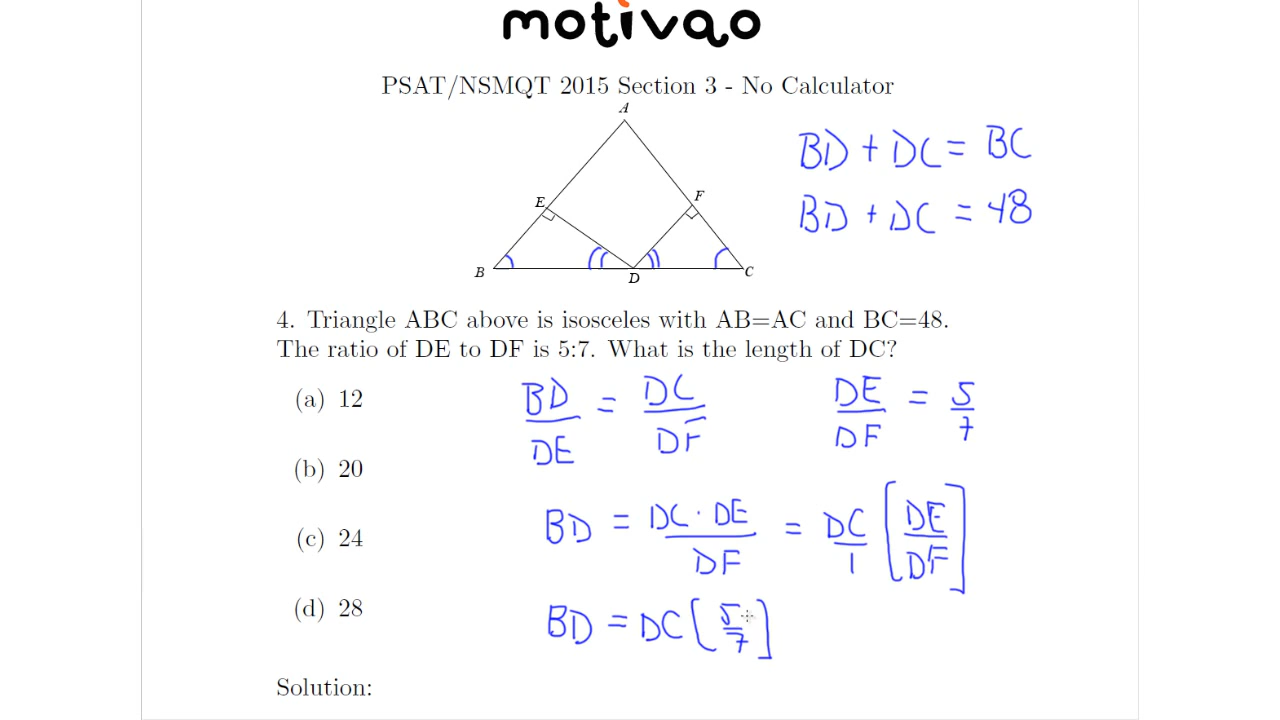 motivao
PSAT/NSMQT 2015 Section 3 - No Calculator
A
BD + DC = BC
E
F
BD + DC = 48
B
D
C
4. Triangle ABC above is isosceles with AB=AC and BC=48.
The ratio of DE to DF is 5:7. What is the length of DC?
(a) 12
BD/DE = DC/DF
DE/DF = 5/7
(b) 20
(c) 24
BD = DC · DE/DF = DC/1 [DE/DF]
(d) 28
BD = DC [5/7]
Solution: